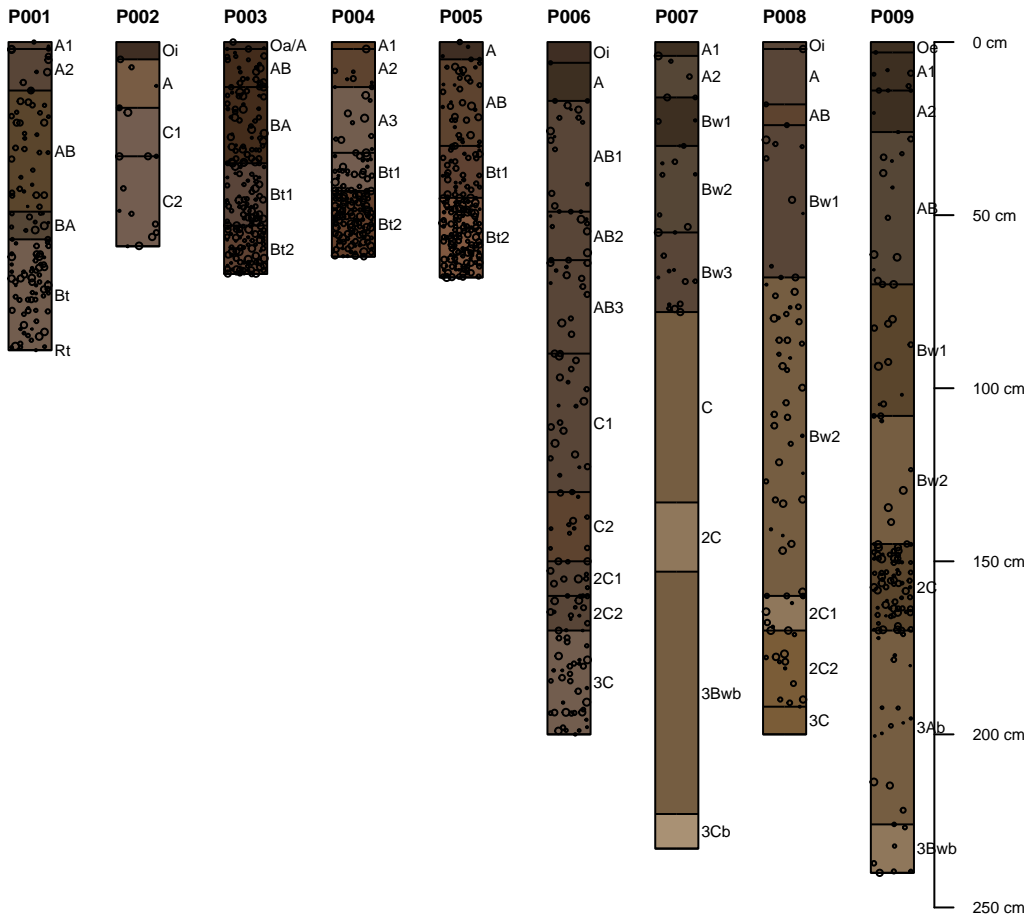 P001 P002 P003 P004 P005 P006 P007 P008 P009
A1
A2
AB
BA
Bt
Rt
Oi
A
C1
C2
Oa/A
AB
BA
Bt1
Bt2
A1
A2
A3
Bt1
Bt2
A
AB
Bt1
Bt2
Oi
A
AB1
AB2
AB3
C1
C2
2C1
2C2
3C
A1
A2
Bw1
Bw2
Bw3
C
2C
3Bwb
3Cb
Oi
A
AB
Bw1
Bw2
2C1
2C2
3C
Oe
A1
A2
AB
Bw1
Bw2
2C
3Ab
3Bwb
0 cm
50 cm
100 cm
150 cm
200 cm
250 cm